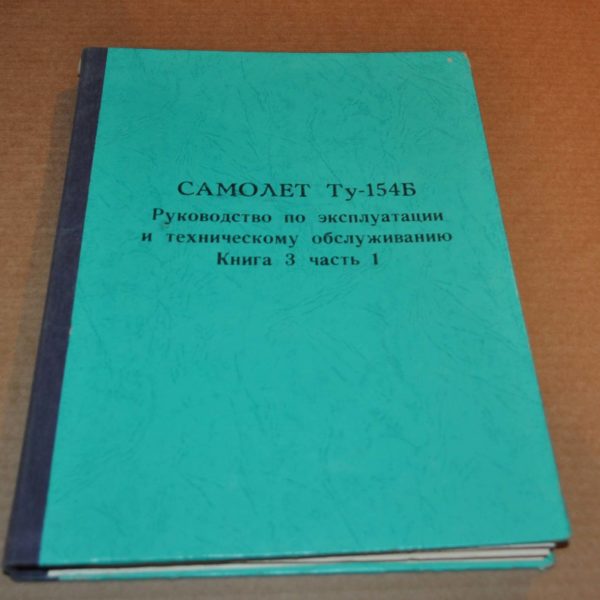 САМОЛЕТ Ту-154Б
Руководство по эксплуатации
и техническому обслуживанию
Книга 3 часть 1